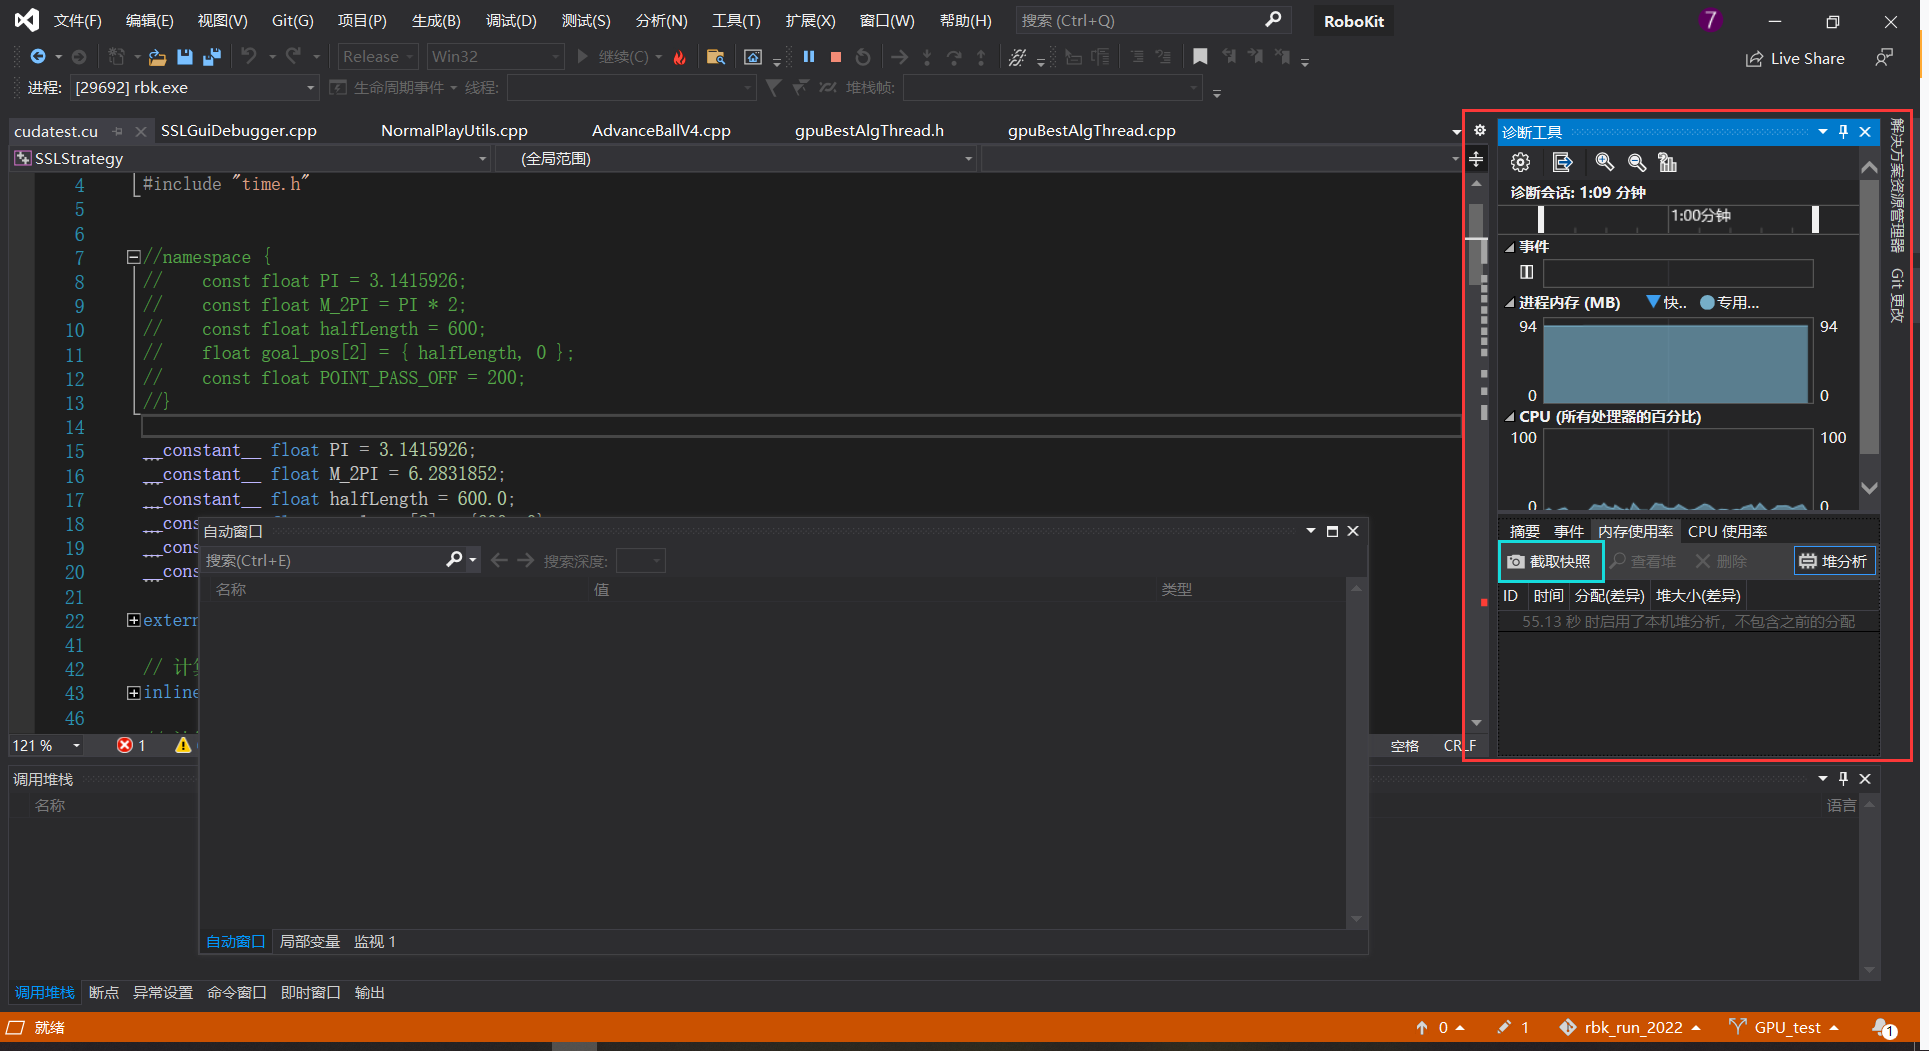 文件(F) 编辑(E) 视图(V) Git(G) 项目(P) 生成(B) 调试(D) 测试(S) 分析(N) 工具(T) 扩展(X) 窗口(W) 帮助(H) 搜索 (Ctrl+Q) RoboKit 7
Release Win32 继续(C) Live Share
进程: [29692] rbk.exe 生命周期事件 线程: 堆栈帧:
cudatest.cu SSLGuiDebugger.cpp NormalPlayUtils.cpp AdvanceBallV4.cpp gpuBestAlgThread.h gpuBestAlgThread.cpp
SSLStrategy (全局范围)
4 #include "time.h"
5
6
7 //namespace {
8 // const float PI = 3.1415926;
9 // const float M_2PI = PI * 2;
10 // const float halfLength = 600;
11 // float goal_pos[2] = { halfLength, 0 };
12 // const float POINT_PASS_OFF = 200;
13 //}
14
15 __constant__ float PI = 3.1415926;
16 __constant__ float M_2PI = 6.2831852;
17 __constant__ float halfLength = 600.0;
18 __cons
19 __cons
20 __cons
21
22 extern
41
42 // 计算
43 inline
46
121 % 1 空格 CRLF
自动窗口
搜索(Ctrl+E) 搜索深度:
名称 值 类型
自动窗口 局部变量 监视 1
调用堆栈
名称 语言
调用堆栈 断点 异常设置 命令窗口 即时窗口 输出
诊断工具
诊断会话: 1:09 分钟
1:00分钟
事件
进程内存 (MB) 快.. 专用...
94 94
0 0
CPU (所有处理器的百分比)
100 100
0 0
摘要 事件 内存使用率 CPU 使用率
截取快照 查看堆 删除 堆分析
ID 时间 分配(差异) 堆大小(差异)
55.13 秒 时启用了本机堆分析，不包含之前的分配
解决方案资源管理器 Git 更改
就绪 0 1 rbk_run_2022 GPU_test 1